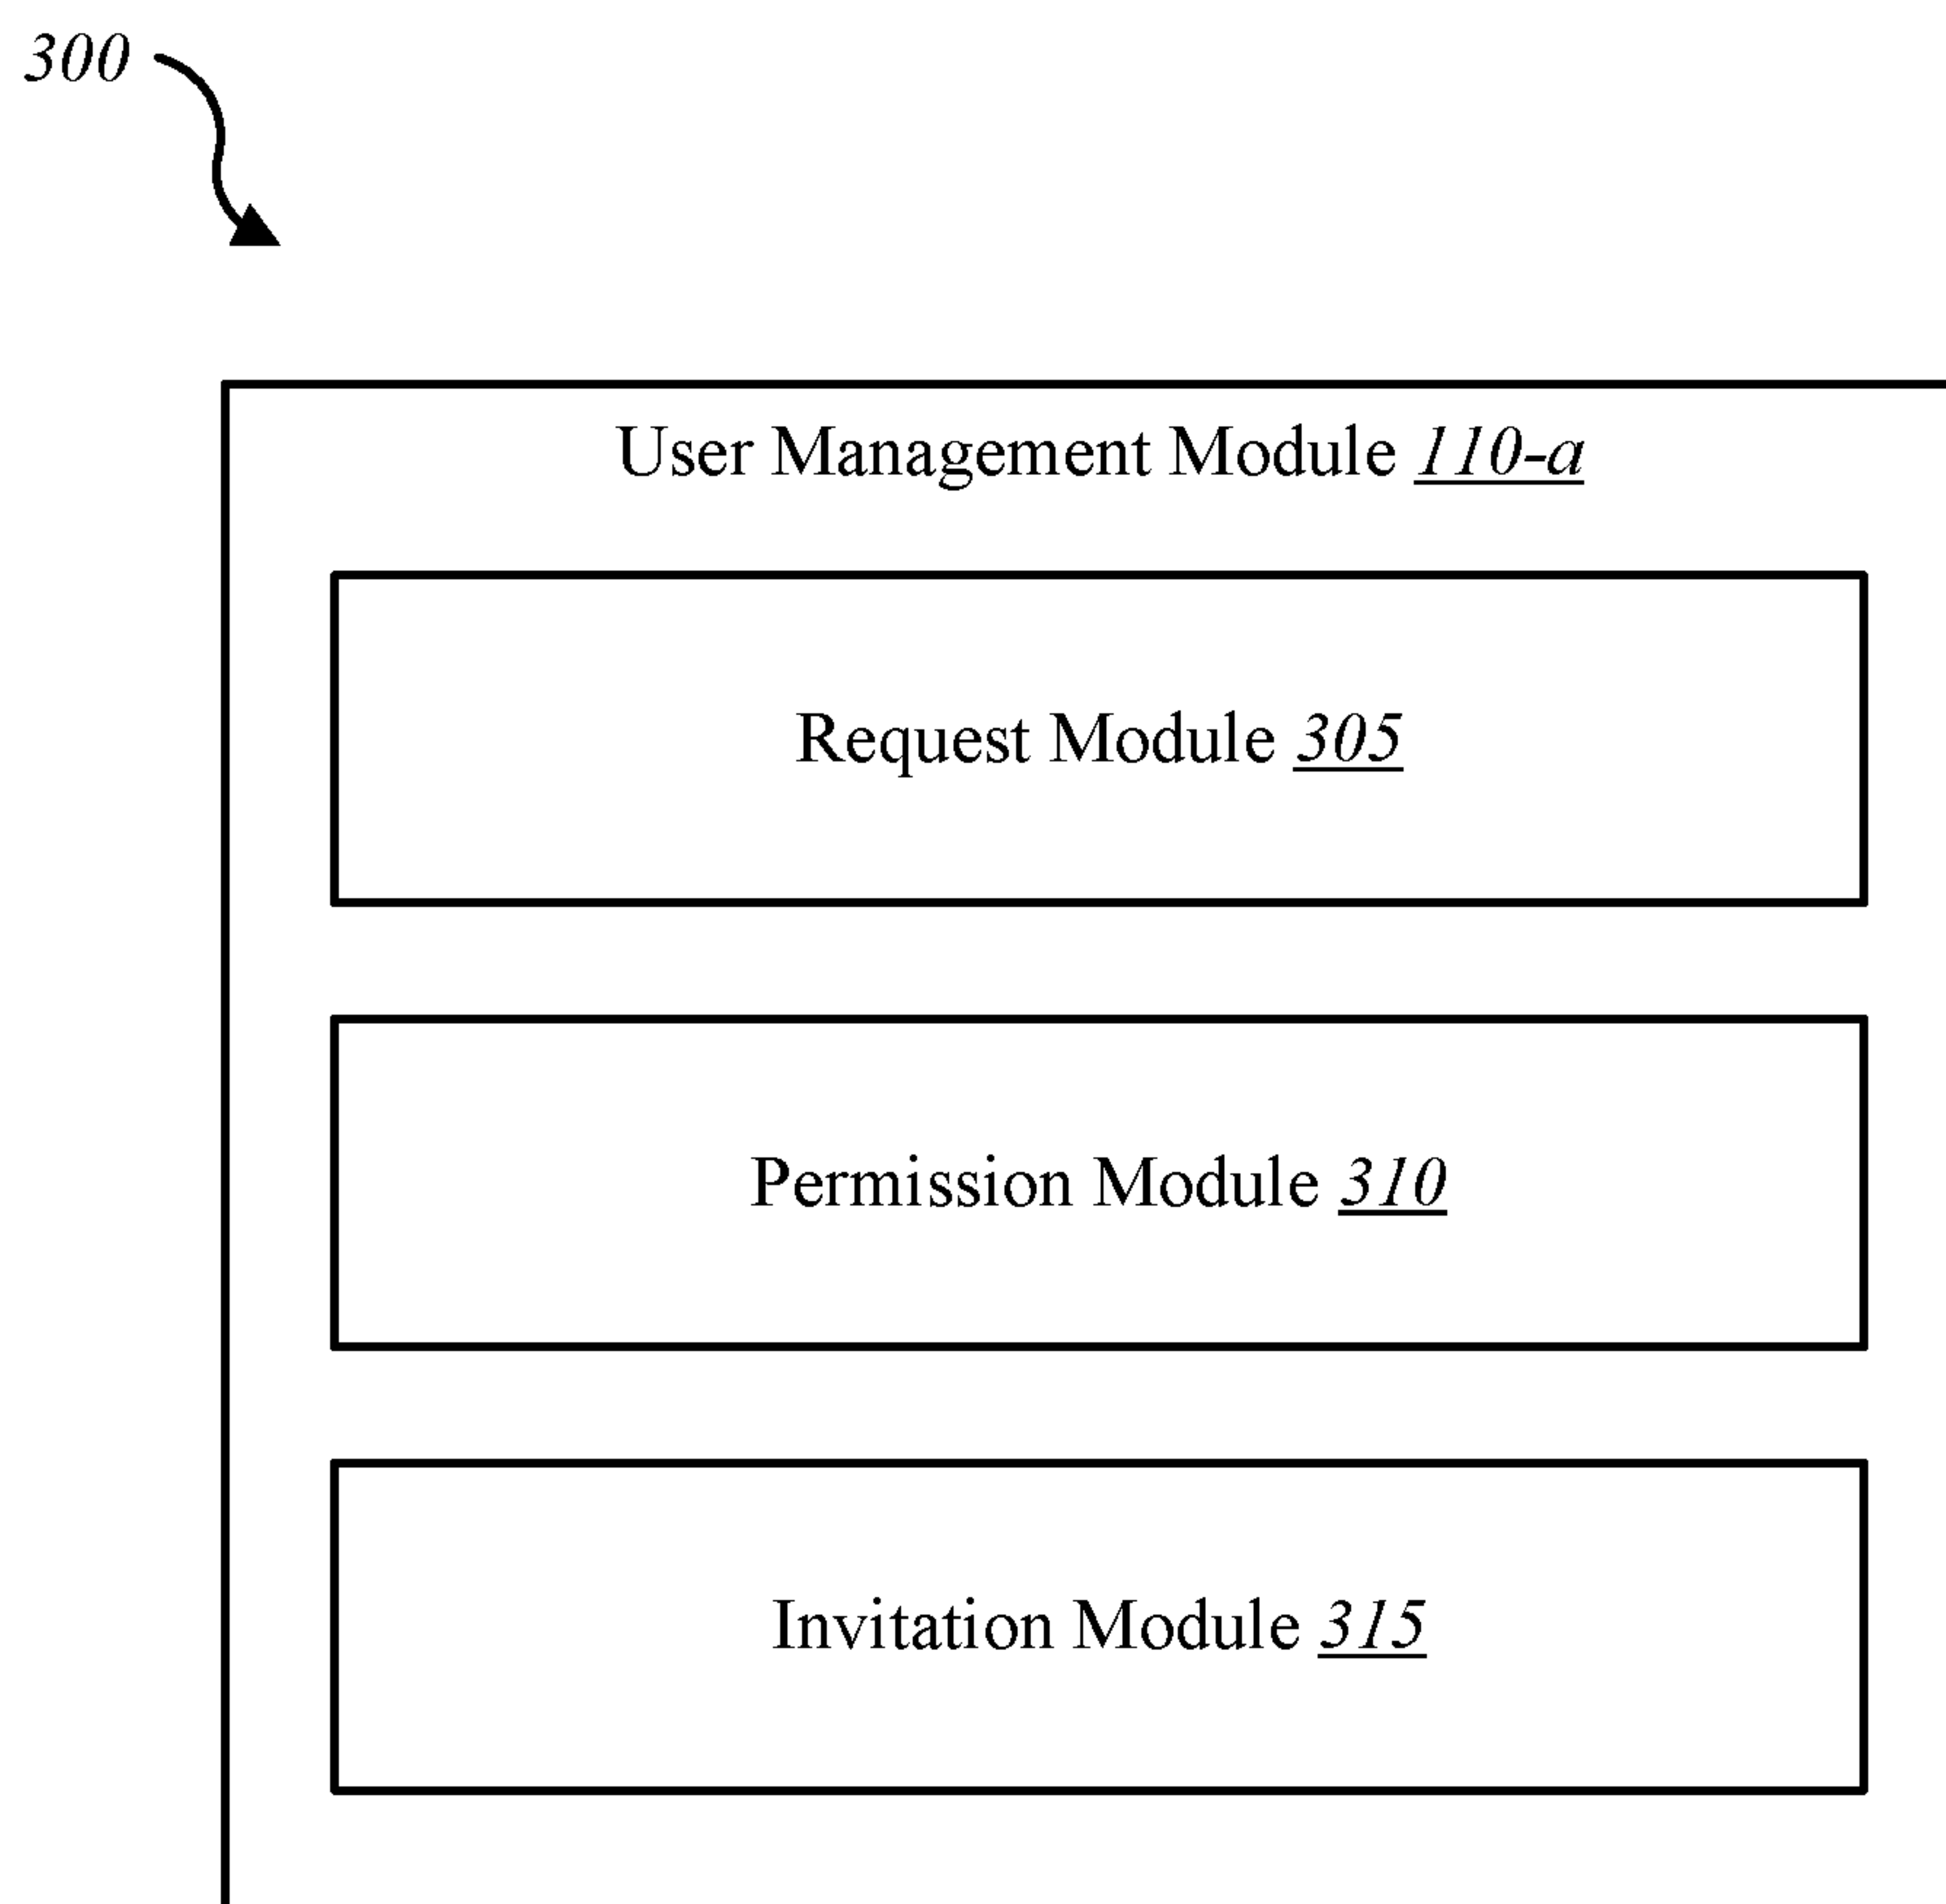 300
User Management Module 110-a
Request Module 305
Permission Module 310
Invitation Module 315